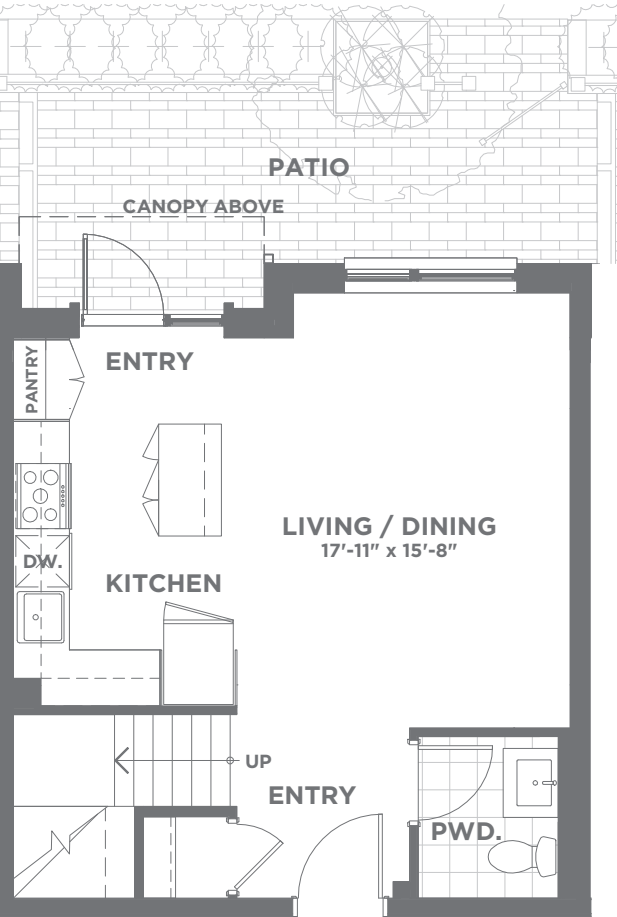 PATIO
CANOPY ABOVE
ENTRY
PANTRY
LIVING / DINING
17'-11" x 15'-8"
DW.
KITCHEN
UP
ENTRY
PWD.